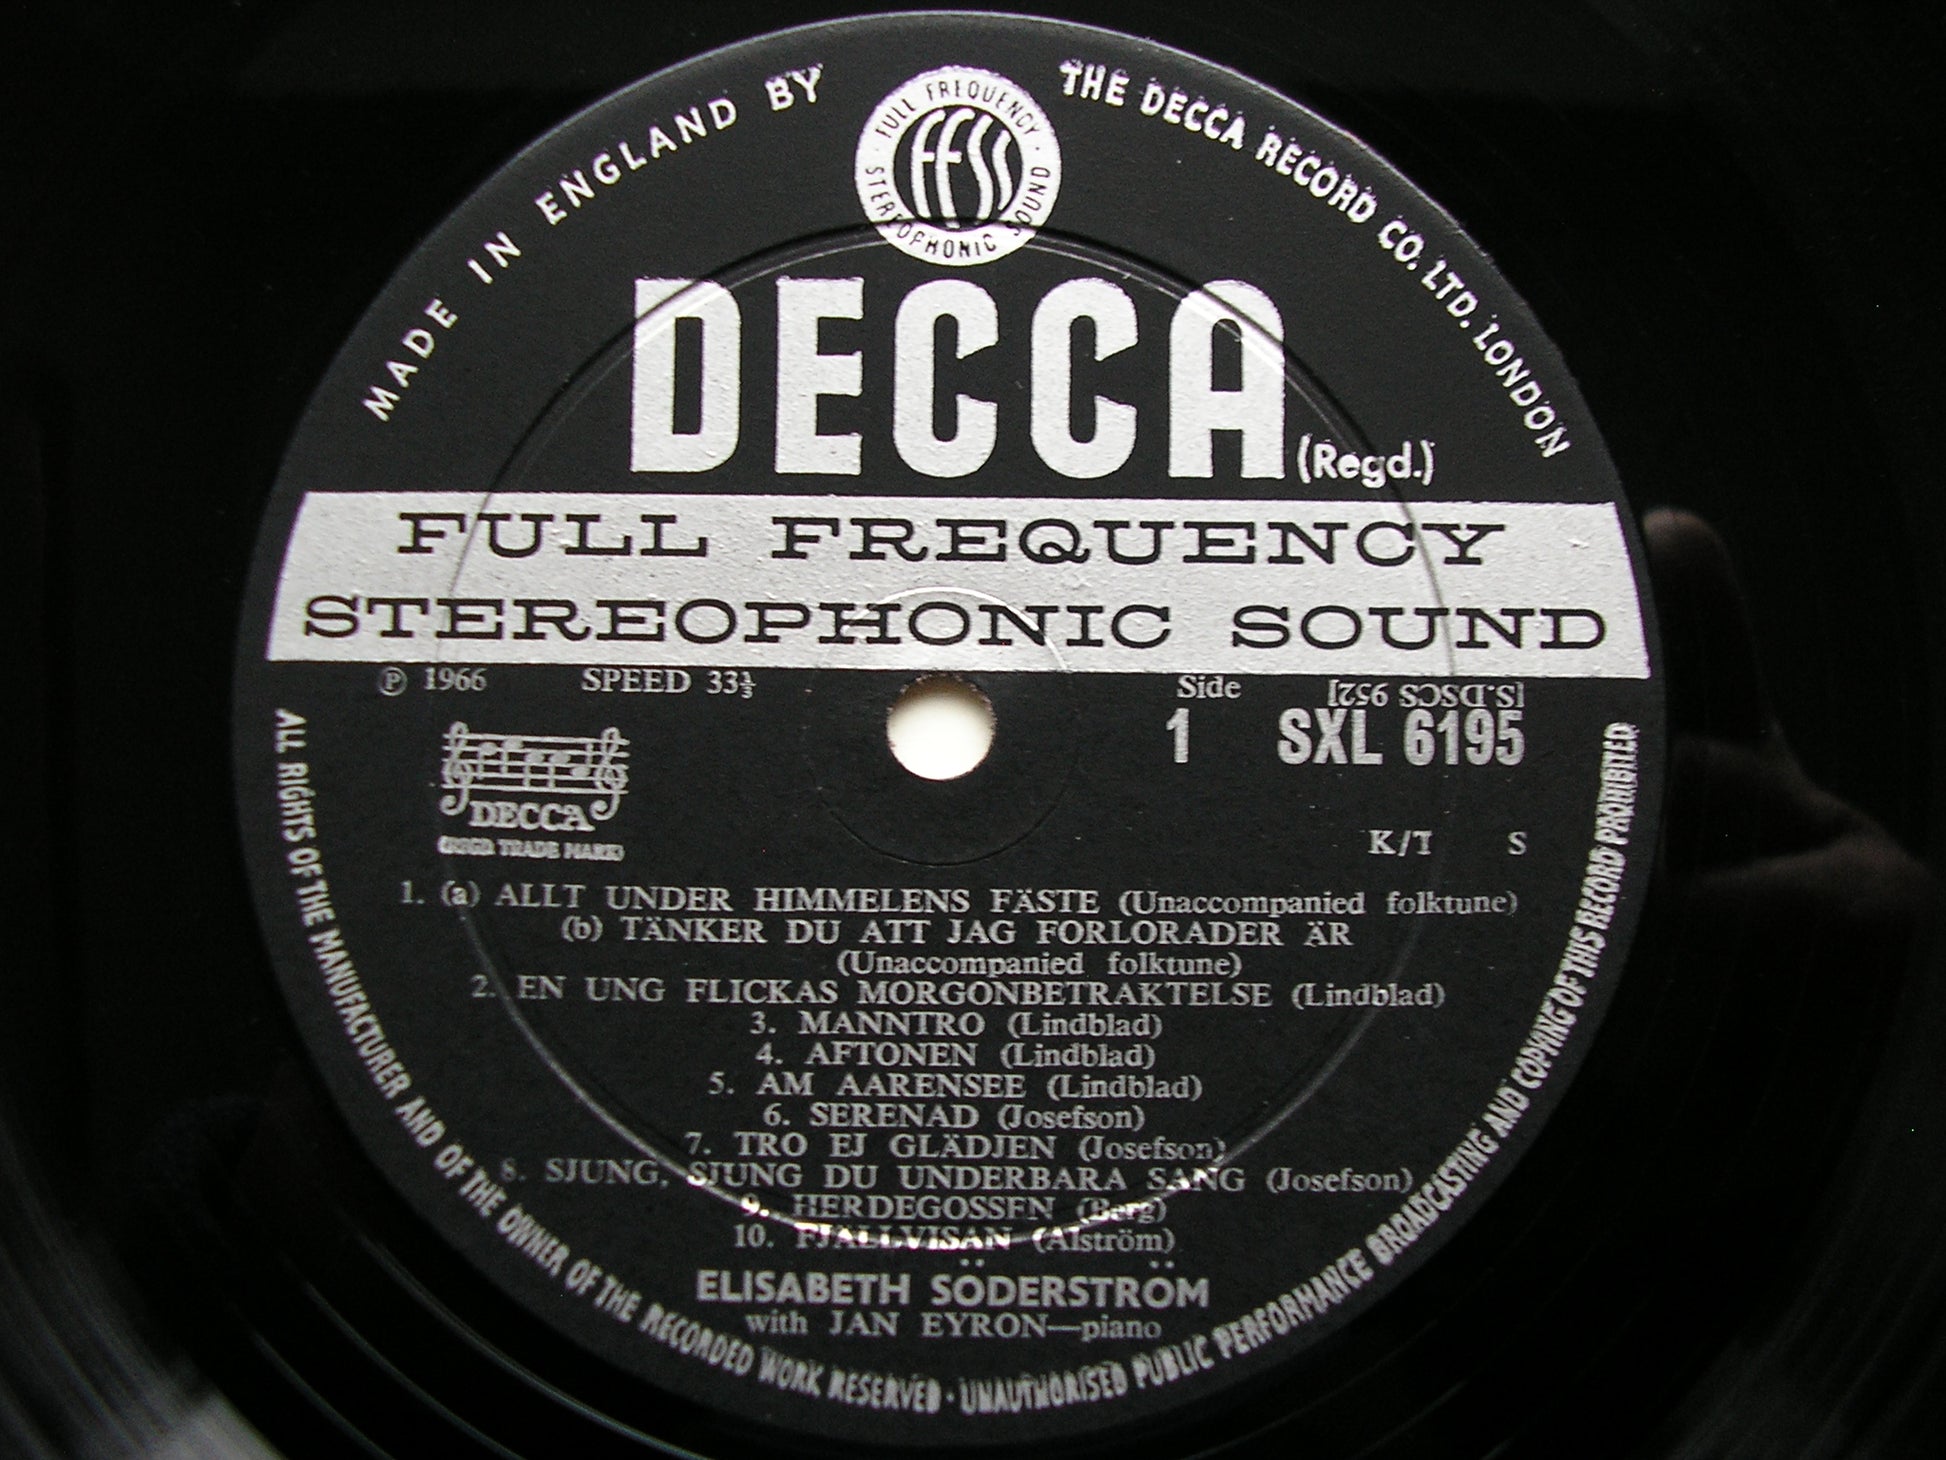 MADE IN ENGLAND BY
THE DECCA RECORD CO. LTD. LONDON
FULL FREQUENCY
FFSS
STEREOPHONIC SOUND
DECCA (Regd.)
FULL FREQUENCY
STEREOPHONIC SOUND
Ⓟ 1966 SPEED 33⅓ Side [S.DSCS 952]
1 SXL 6195
DECCA
(REGD TRADE MARK)
K/T S
1. (a) ALLT UNDER HIMMELENS FÄSTE (Unaccompanied folktune)
(b) TÄNKER DU ATT JAG FORLORADER ÄR
(Unaccompanied folktune)
2. EN UNG FLICKAS MORGONBETRAKTELSE (Lindblad)
3. MANNTRO (Lindblad)
4. AFTONEN (Lindblad)
5. AM AARENSEE (Lindblad)
6. SERENAD (Josefson)
7. TRO EJ GLÄDJEN (Josefson)
8. SJUNG, SJUNG DU UNDERBARA SANG (Josefson)
9. HERDEGOSSEN (Berg)
10. FJALLVISAN (Alström)
ELISABETH SÖDERSTRÖM
with JAN EYRON—piano
ALL RIGHTS OF THE MANUFACTURER AND OF THE OWNER OF THE RECORDED WORK RESERVED · UNAUTHORISED PUBLIC PERFORMANCE BROADCASTING AND COPYING OF THIS RECORD PROHIBITED